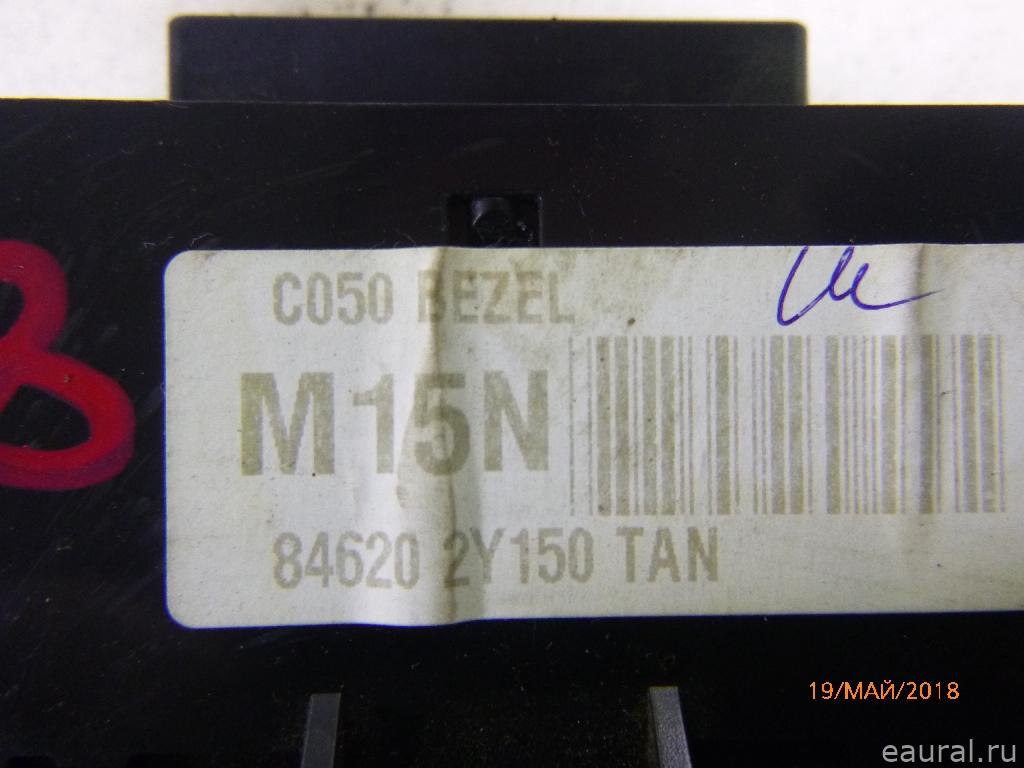 C050 BEZEL
M15N
84620 2Y150 TAN
19/МАЙ/2018
eaural.ru